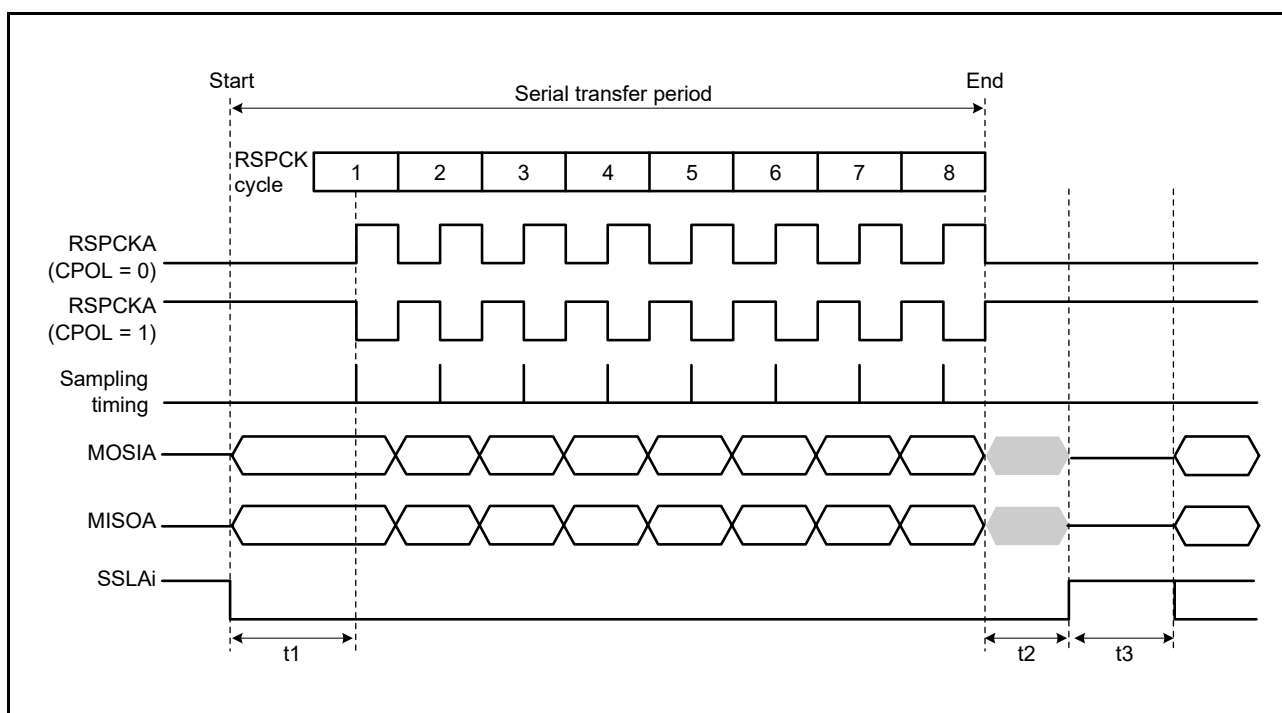 Start
End
Serial transfer period
RSPCK
cycle
1 2 3 4 5 6 7 8
RSPCKA
(CPOL = 0)
RSPCKA
(CPOL = 1)
Sampling
timing
MOSIA
MISOA
SSLAi
t1
t2
t3